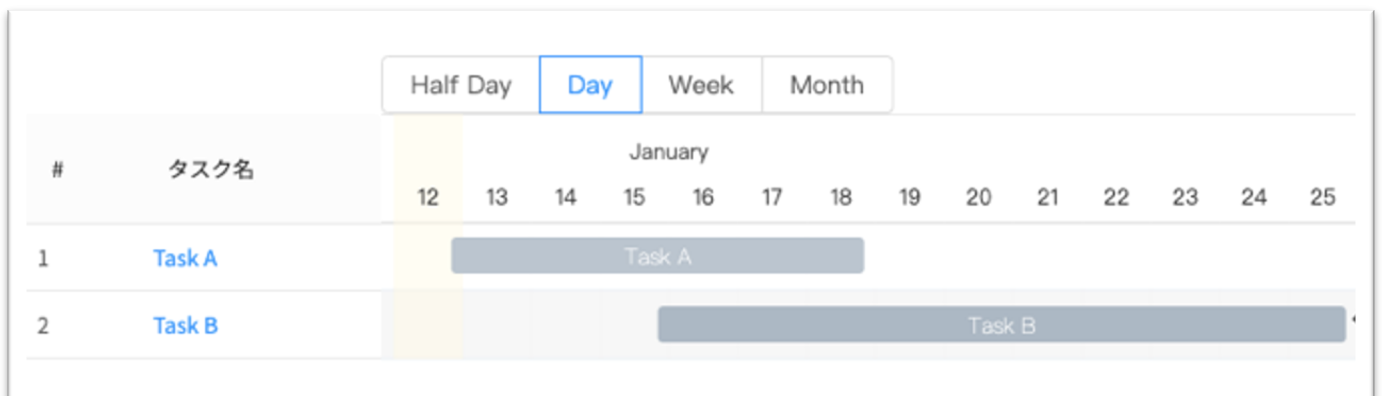 Half Day Day Week Month
# タスク名
January
12 13 14 15 16 17 18 19 20 21 22 23 24 25
1 Task A Task A
2 Task B Task B